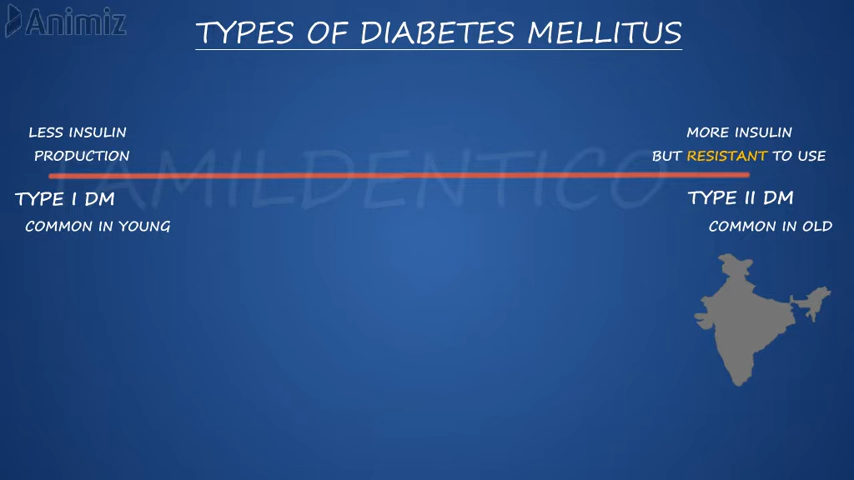 Animiz
TYPES OF DIABETES MELLITUS
LESS INSULIN
PRODUCTION
MORE INSULIN
BUT RESISTANT TO USE
TAMILDENTICO
TYPE I DM
COMMON IN YOUNG
TYPE II DM
COMMON IN OLD